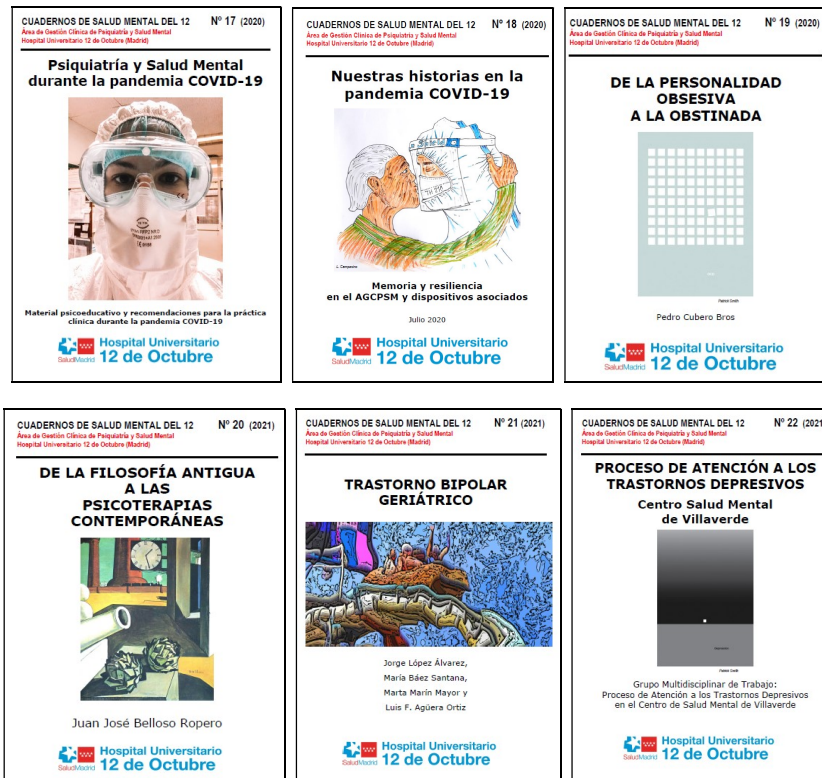 CUADERNOS DE SALUD MENTAL DEL 12 Nº 17 (2020)
Área de Gestión Clínica de Psiquiatría y Salud Mental
Hospital Universitario 12 de Octubre (Madrid)
Psiquiatría y Salud Mental
durante la pandemia COVID-19
Material psicoeducativo y recomendaciones para la práctica
clínica durante la pandemia COVID-19
SaludMadrid Hospital Universitario
12 de Octubre
CUADERNOS DE SALUD MENTAL DEL 12 Nº 18 (2020)
Área de Gestión Clínica de Psiquiatría y Salud Mental
Hospital Universitario 12 de Octubre (Madrid)
Nuestras historias en la
pandemia COVID-19
Memoria y resiliencia
en el AGCPSM y dispositivos asociados
Julio 2020
SaludMadrid Hospital Universitario
12 de Octubre
CUADERNOS DE SALUD MENTAL DEL 12 Nº 19 (2020)
Área de Gestión Clínica de Psiquiatría y Salud Mental
Hospital Universitario 12 de Octubre (Madrid)
DE LA PERSONALIDAD
OBSESIVA
A LA OBSTINADA
Pedro Cubero Bros
SaludMadrid Hospital Universitario
12 de Octubre
CUADERNOS DE SALUD MENTAL DEL 12 Nº 20 (2021)
Área de Gestión Clínica de Psiquiatría y Salud Mental
Hospital Universitario 12 de Octubre (Madrid)
DE LA FILOSOFÍA ANTIGUA
A LAS
PSICOTERAPIAS
CONTEMPORÁNEAS
Juan José Belloso Ropero
SaludMadrid Hospital Universitario
12 de Octubre
CUADERNOS DE SALUD MENTAL DEL 12 Nº 21 (2021)
Área de Gestión Clínica de Psiquiatría y Salud Mental
Hospital Universitario 12 de Octubre (Madrid)
TRASTORNO BIPOLAR
GERIÁTRICO
Jorge López Álvarez,
María Báez Santana,
Marta Marín Mayor y
Luis F. Agüera Ortiz
SaludMadrid Hospital Universitario
12 de Octubre
CUADERNOS DE SALUD MENTAL DEL 12 Nº 22 (2021
Área de Gestión Clínica de Psiquiatría y Salud Mental
Hospital Universitario 12 de Octubre (Madrid)
PROCESO DE ATENCIÓN A LOS
TRASTORNOS DEPRESIVOS
Centro Salud Mental
de Villaverde
Grupo Multidisciplinar de Trabajo:
Proceso de Atención a los Trastornos Depresivos
en el Centro de Salud Mental de Villaverde
SaludMadrid Hospital Universitario
12 de Octubre